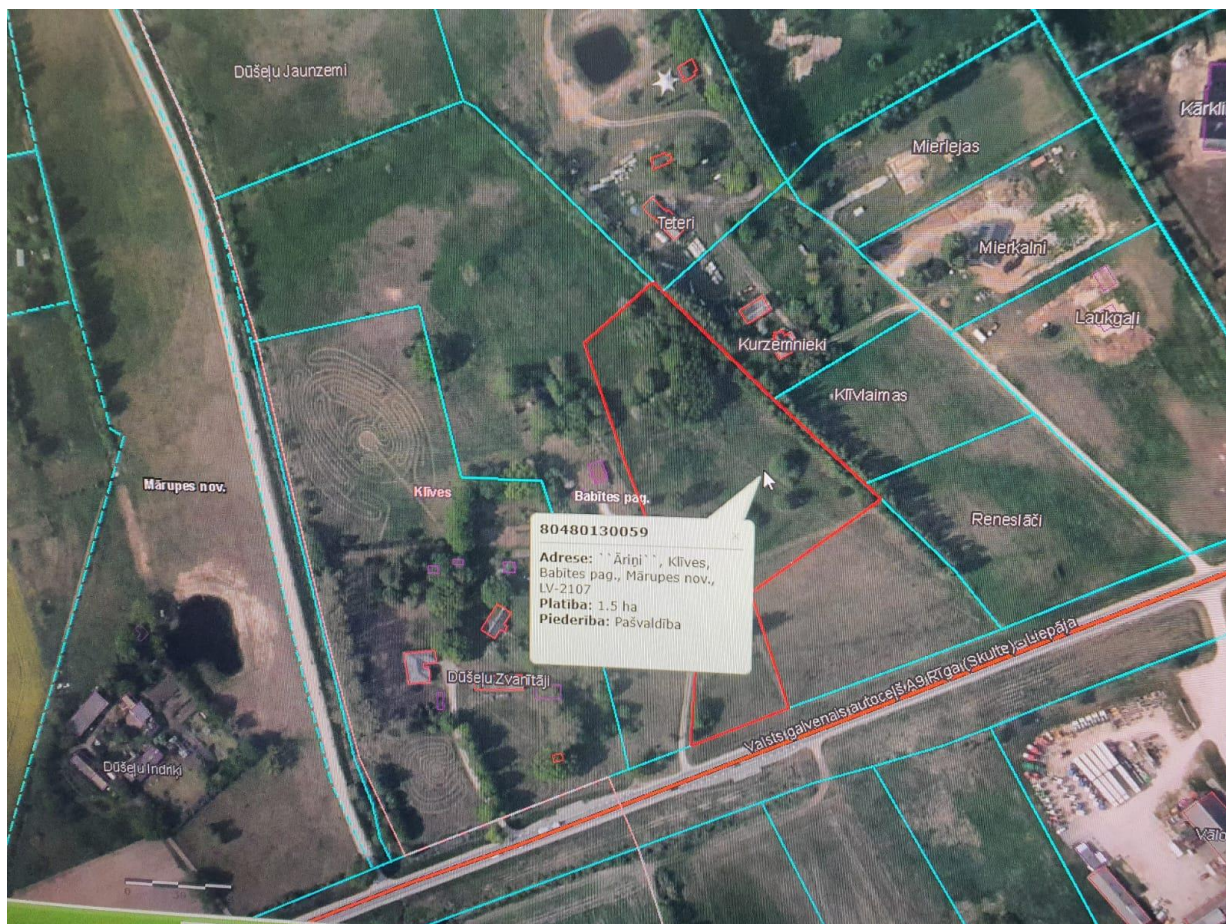 Dūšeļu Jaunzemi
Kārkli
Mierlejas
Teteri
Mierkalni
Laukgaļi
Kurzemnieki
Klīvlaimas
Mārupes nov.
Klīves
Babītes pag.
Reneslāči
80480130059
Adrese: ``Āriņi``, Klīves,
Babītes pag., Mārupes nov.,
LV-2107
Platība: 1.5 ha
Piederība: Pašvaldība
Dūšeļu Zvanītāji
Valsts galvenais autoceļš A9 Rīga (Skulte) - Liepāja
Dūšeļu Indriķi